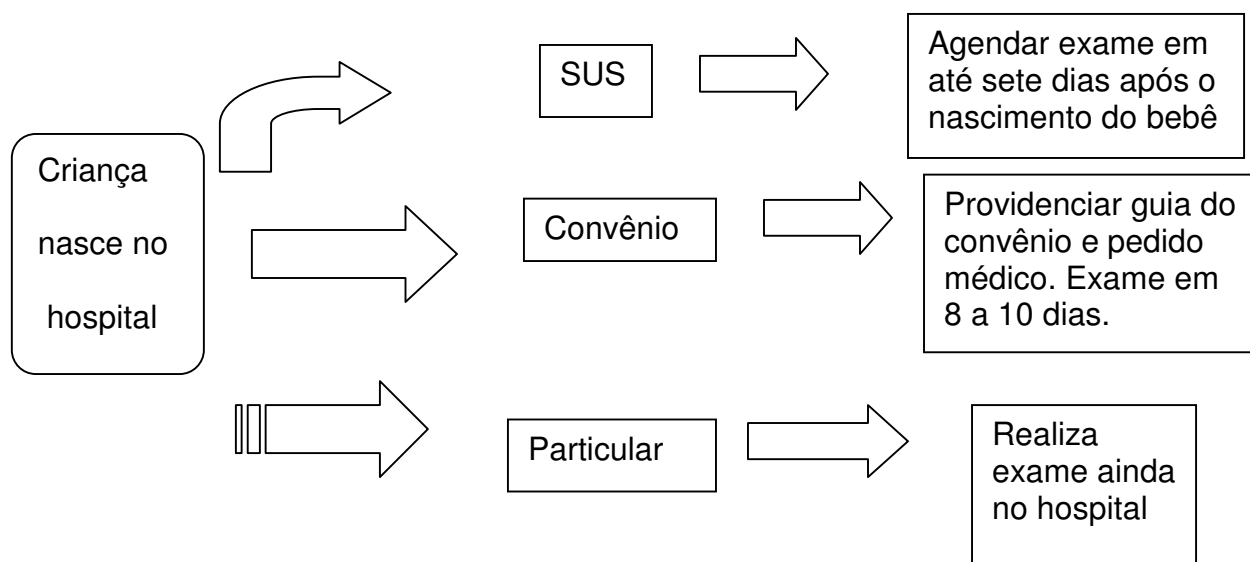 Criança
nasce no
hospital
SUS
Agendar exame em
até sete dias após o
nascimento do bebê
Convênio
Providenciar guia do
convênio e pedido
médico. Exame em
8 a 10 dias.
Particular
Realiza
exame ainda
no hospital